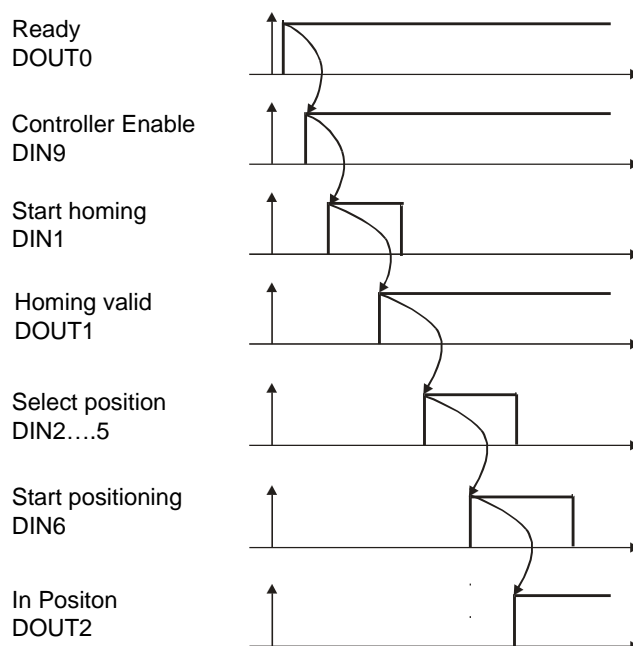 Ready
DOUT0
Controller Enable
DIN9
Start homing
DIN1
Homing valid
DOUT1
Select position
DIN2....5
Start positioning
DIN6
In Positon
DOUT2